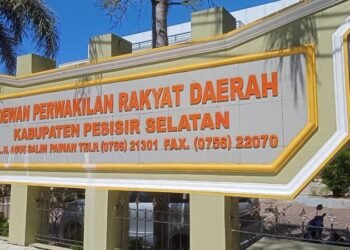 DEWAN PERWAKILAN RAKYAT DAERAH
KABUPATEN PESISIR SELATAN
JL.H. AGUS SALIM PAINAN TELP. (0756) 21301 FAX. (0756) 22070